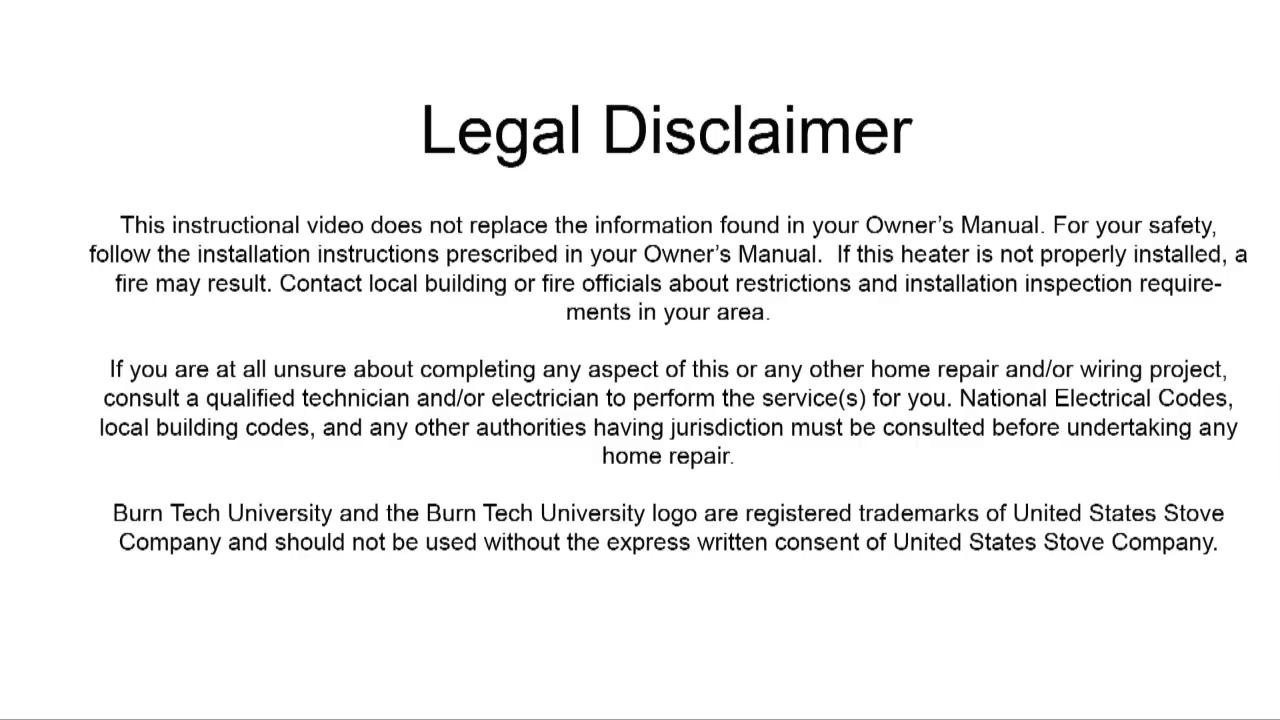 Legal Disclaimer
This instructional video does not replace the information found in your Owner’s Manual. For your safety,
follow the installation instructions prescribed in your Owner’s Manual.  If this heater is not properly installed, a
fire may result. Contact local building or fire officials about restrictions and installation inspection require-
ments in your area.
If you are at all unsure about completing any aspect of this or any other home repair and/or wiring project,
consult a qualified technician and/or electrician to perform the service(s) for you. National Electrical Codes,
local building codes, and any other authorities having jurisdiction must be consulted before undertaking any
home repair.
Burn Tech University and the Burn Tech University logo are registered trademarks of United States Stove
Company and should not be used without the express written consent of United States Stove Company.